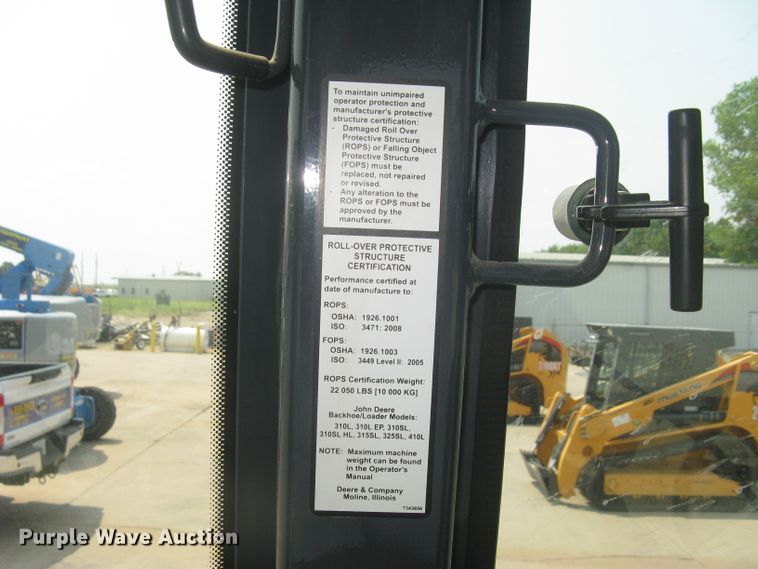 To maintain unimpaired
operator protection and
manufacturer's protective
structure certification:
- Damaged Roll Over
Protective Structure
(ROPS) or Falling Object
Protective Structure
(FOPS) must be
replaced, not repaired
or revised.
- Any alteration to the
ROPS or FOPS must be
approved by the
manufacturer.
ROLL-OVER PROTECTIVE
STRUCTURE
CERTIFICATION
Performance certified at
date of manufacture to:
ROPS:
OSHA: 1926.1001
ISO: 3471: 2008
FOPS:
OSHA: 1926.1003
ISO: 3449 Level II: 2005
ROPS Certification Weight:
22 050 LBS [10 000 KG]
John Deere
Backhoe/Loader Models:
310L, 310L EP, 310SL,
310SL HL, 315SL, 325SL, 410L
NOTE: Maximum machine
weight can be found
in the Operator's
Manual
Deere & Company
Moline, Illinois
T343656
MUSTANG
Purple Wave Auction